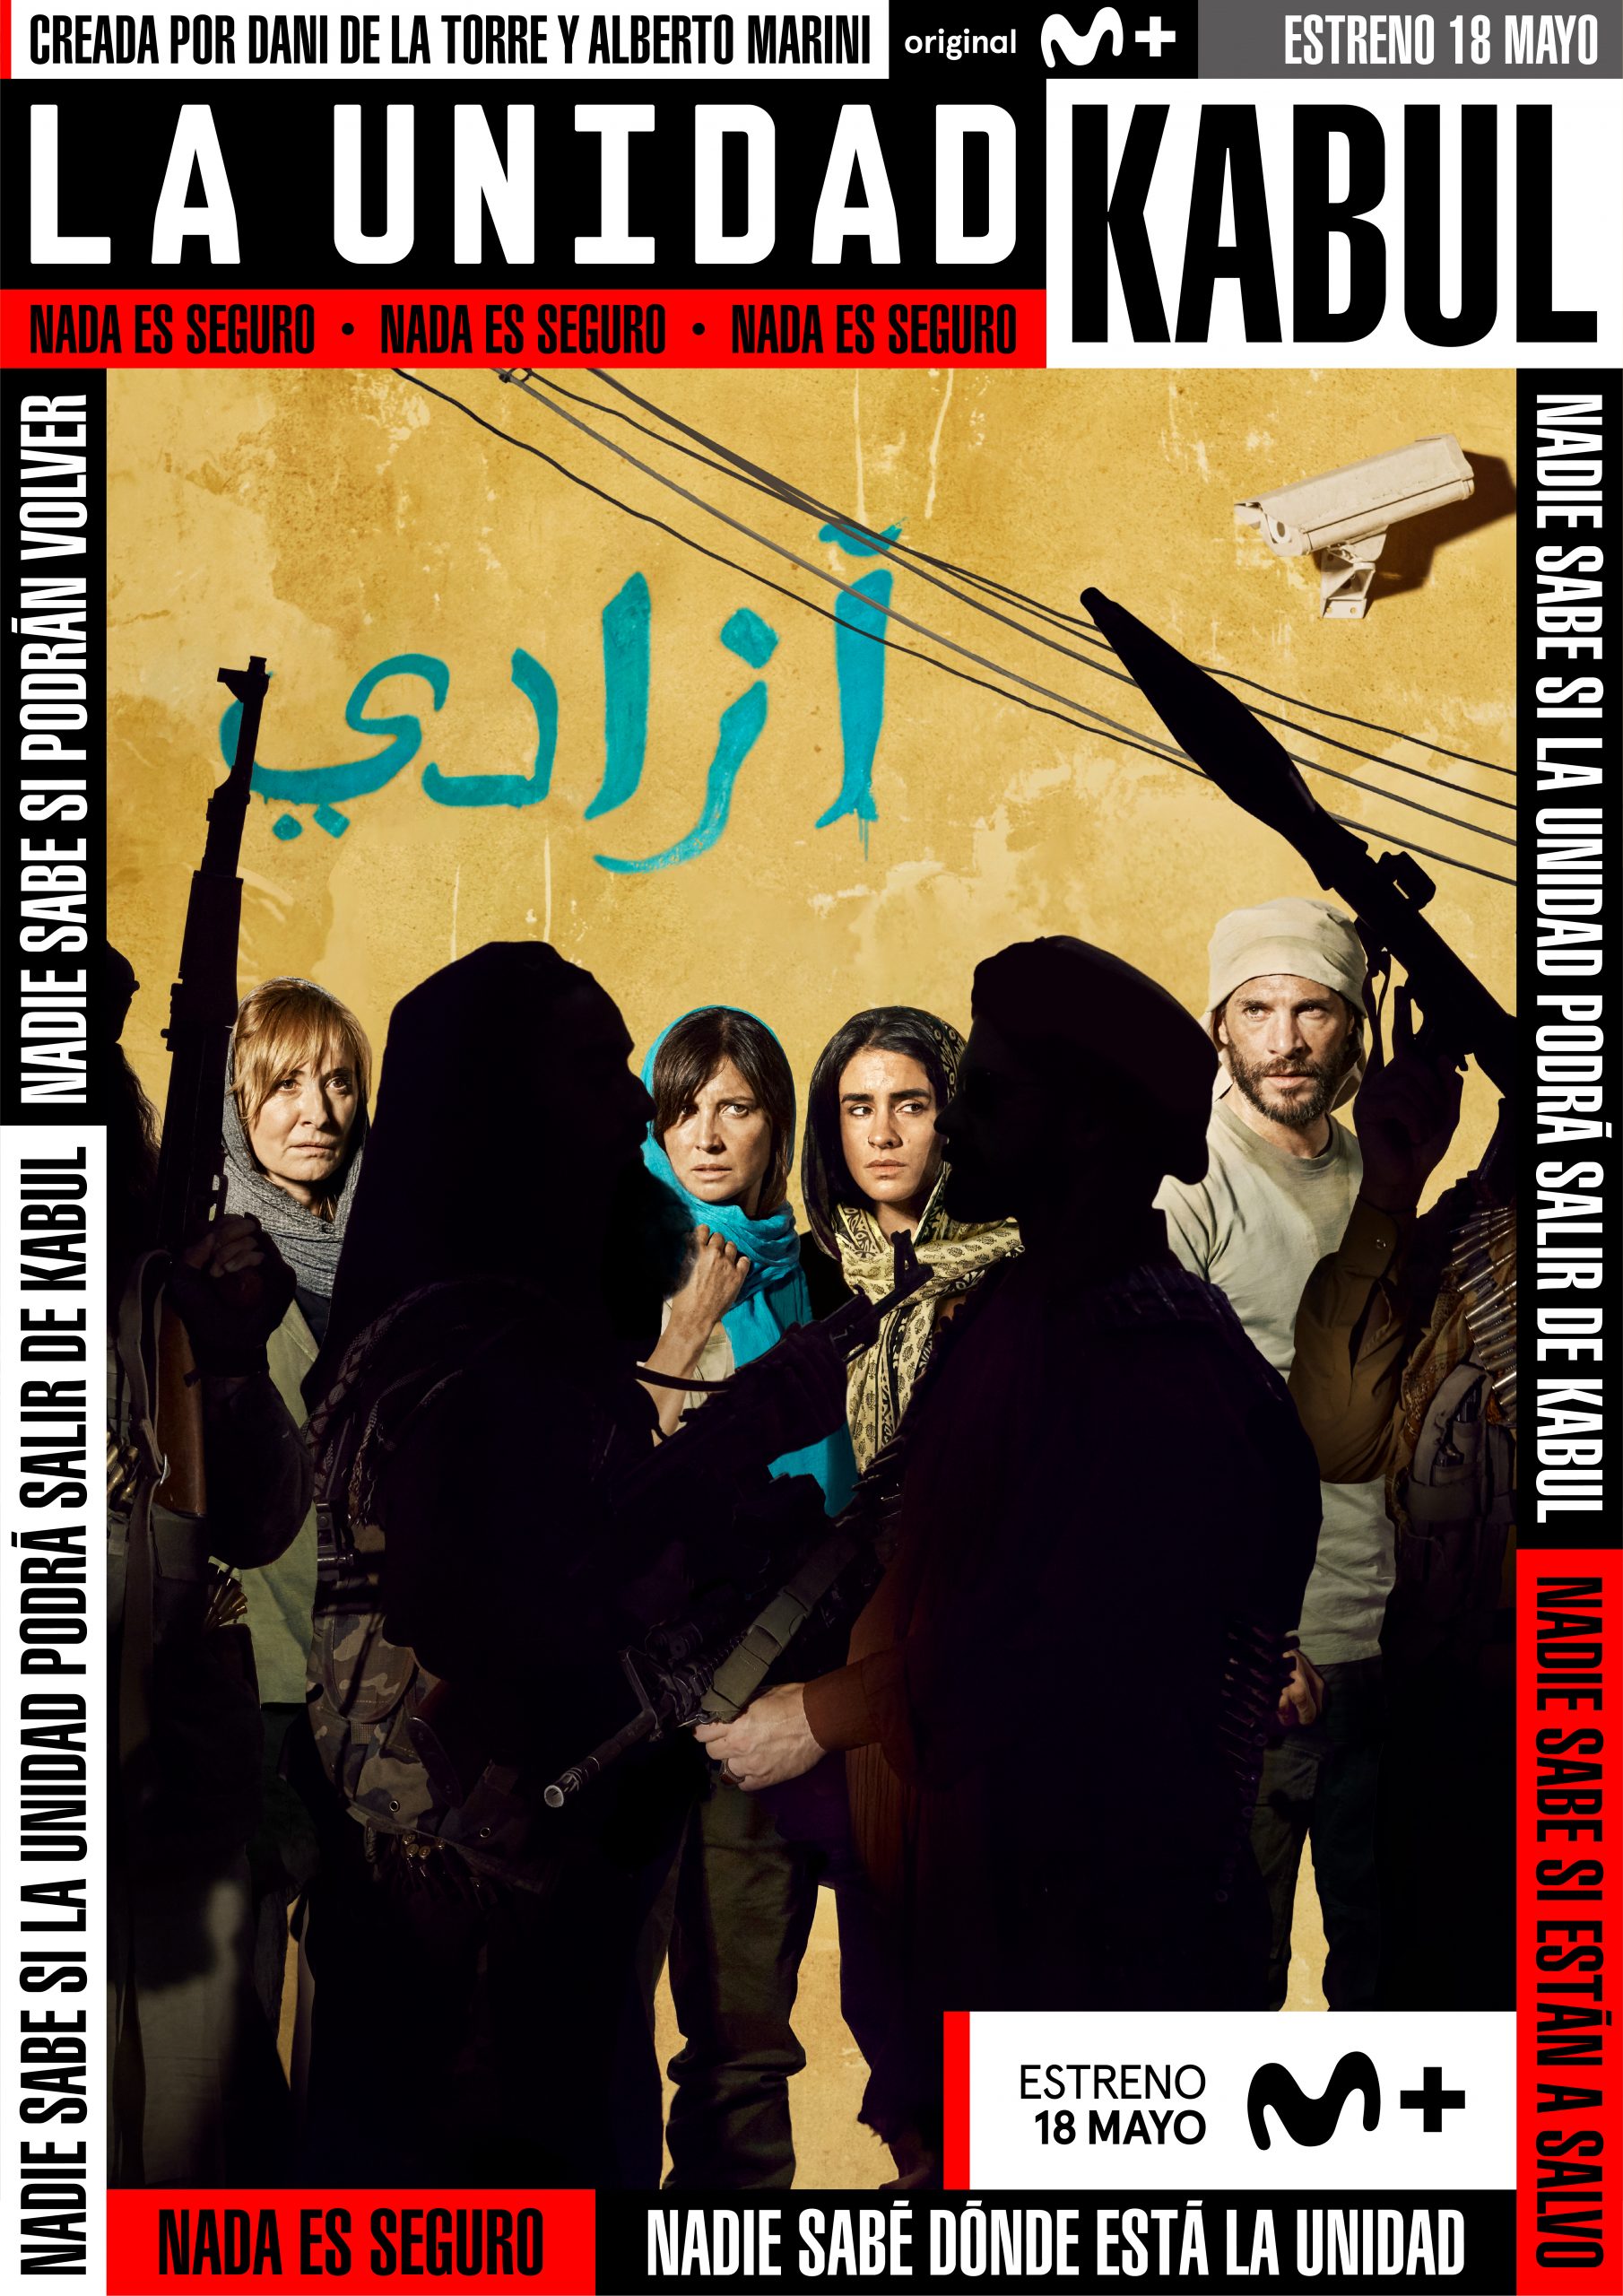 CREADA POR DANI DE LA TORRE Y ALBERTO MARINI
original M+
ESTRENO 18 MAYO
LA UNIDAD
KABUL
NADA ES SEGURO • NADA ES SEGURO • NADA ES SEGURO
NADIE SABE SI PODRÁN VOLVER
NADIE SABE SI LA UNIDAD PODRÁ SALIR DE KABUL
آزادي
NADIE SABE SI LA UNIDAD PODRÁ SALIR DE KABUL
NADIE SABE SI ESTÁN A SALVO
ESTRENO
18 MAYO
M+
NADA ES SEGURO
NADIE SABÉ DÓNDE ESTÁ LA UNIDAD